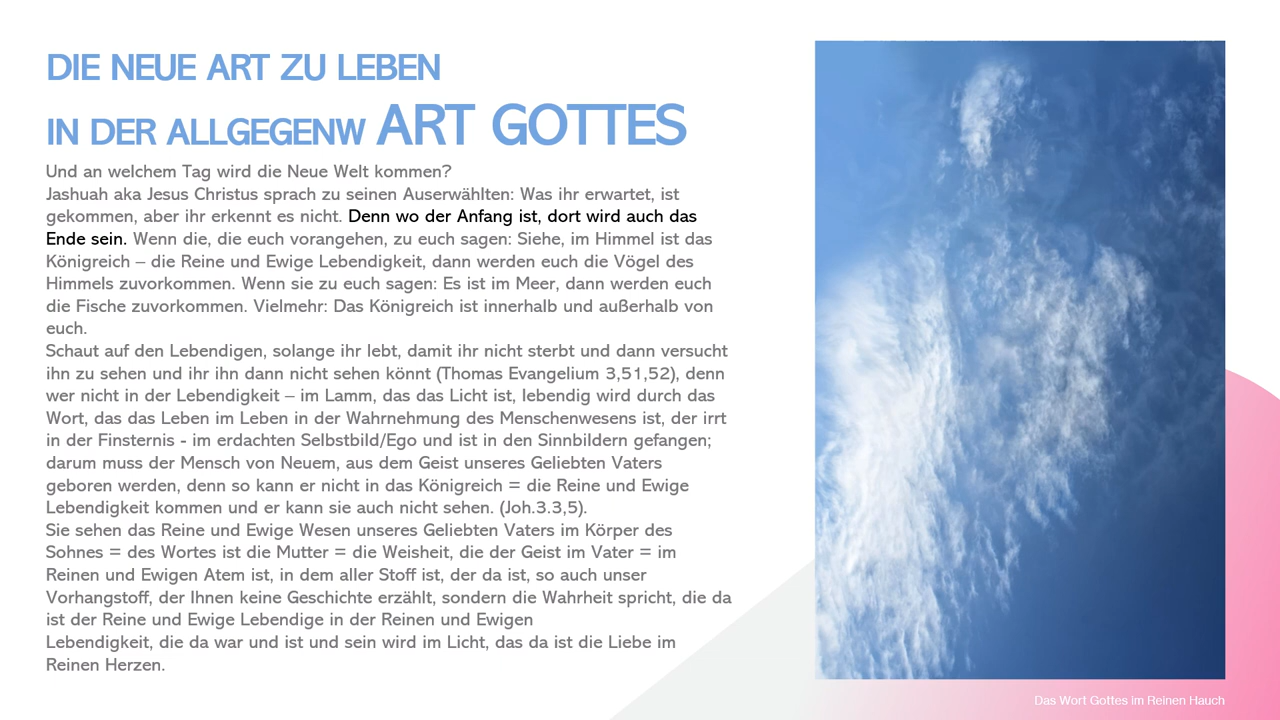 DIE NEUE ART ZU LEBEN
IN DER ALLGEGENW ART GOTTES
Und an welchem Tag wird die Neue Welt kommen?
Jashuah aka Jesus Christus sprach zu seinen Auserwählten: Was ihr erwartet, ist
gekommen, aber ihr erkennt es nicht. Denn wo der Anfang ist, dort wird auch das
Ende sein. Wenn die, die euch vorangehen, zu euch sagen: Siehe, im Himmel ist das
Königreich – die Reine und Ewige Lebendigkeit, dann werden euch die Vögel des
Himmels zuvorkommen. Wenn sie zu euch sagen: Es ist im Meer, dann werden euch
die Fische zuvorkommen. Vielmehr: Das Königreich ist innerhalb und außerhalb von
euch.
Schaut auf den Lebendigen, solange ihr lebt, damit ihr nicht sterbt und dann versucht
ihn zu sehen und ihr ihn dann nicht sehen könnt (Thomas Evangelium 3,51,52), denn
wer nicht in der Lebendigkeit – im Lamm, das das Licht ist, lebendig wird durch das
Wort, das das Leben im Leben in der Wahrnehmung des Menschenwesens ist, der irrt
in der Finsternis - im erdachten Selbstbild/Ego und ist in den Sinnbildern gefangen;
darum muss der Mensch von Neuem, aus dem Geist unseres Geliebten Vaters
geboren werden, denn so kann er nicht in das Königreich = die Reine und Ewige
Lebendigkeit kommen und er kann sie auch nicht sehen. (Joh.3.3,5).
Sie sehen das Reine und Ewige Wesen unseres Geliebten Vaters im Körper des
Sohnes = des Wortes ist die Mutter = die Weisheit, die der Geist im Vater = im
Reinen und Ewigen Atem ist, in dem aller Stoff ist, der da ist, so auch unser
Vorhangstoff, der Ihnen keine Geschichte erzählt, sondern die Wahrheit spricht, die da
ist der Reine und Ewige Lebendige in der Reinen und Ewigen
Lebendigkeit, die da war und ist und sein wird im Licht, das da ist die Liebe im
Reinen Herzen.
Das Wort Gottes im Reinen Hauch